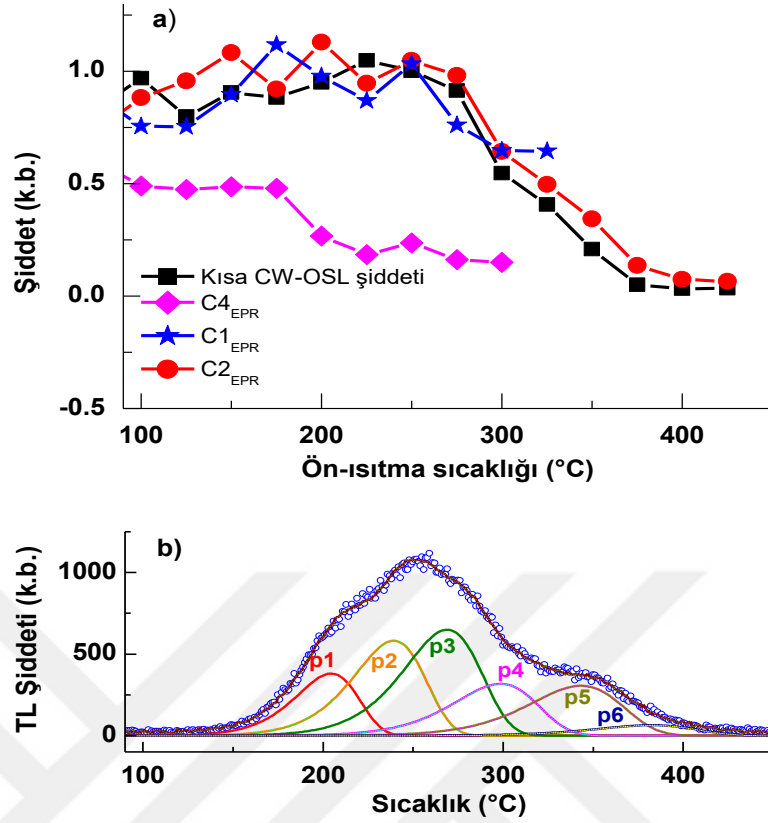 a)
1.0
0.5
0.0
-0.5
Şiddet (k.b.)
Kısa CW-OSL şiddeti
C4EPR
C1EPR
C2EPR
100 200 300 400
Ön-ısıtma sıcaklığı (°C)
b)
1000
500
0
TL Şiddeti (k.b.)
p1
p2
p3
p4
p5
p6
100 200 300 400
Sıcaklık (°C)